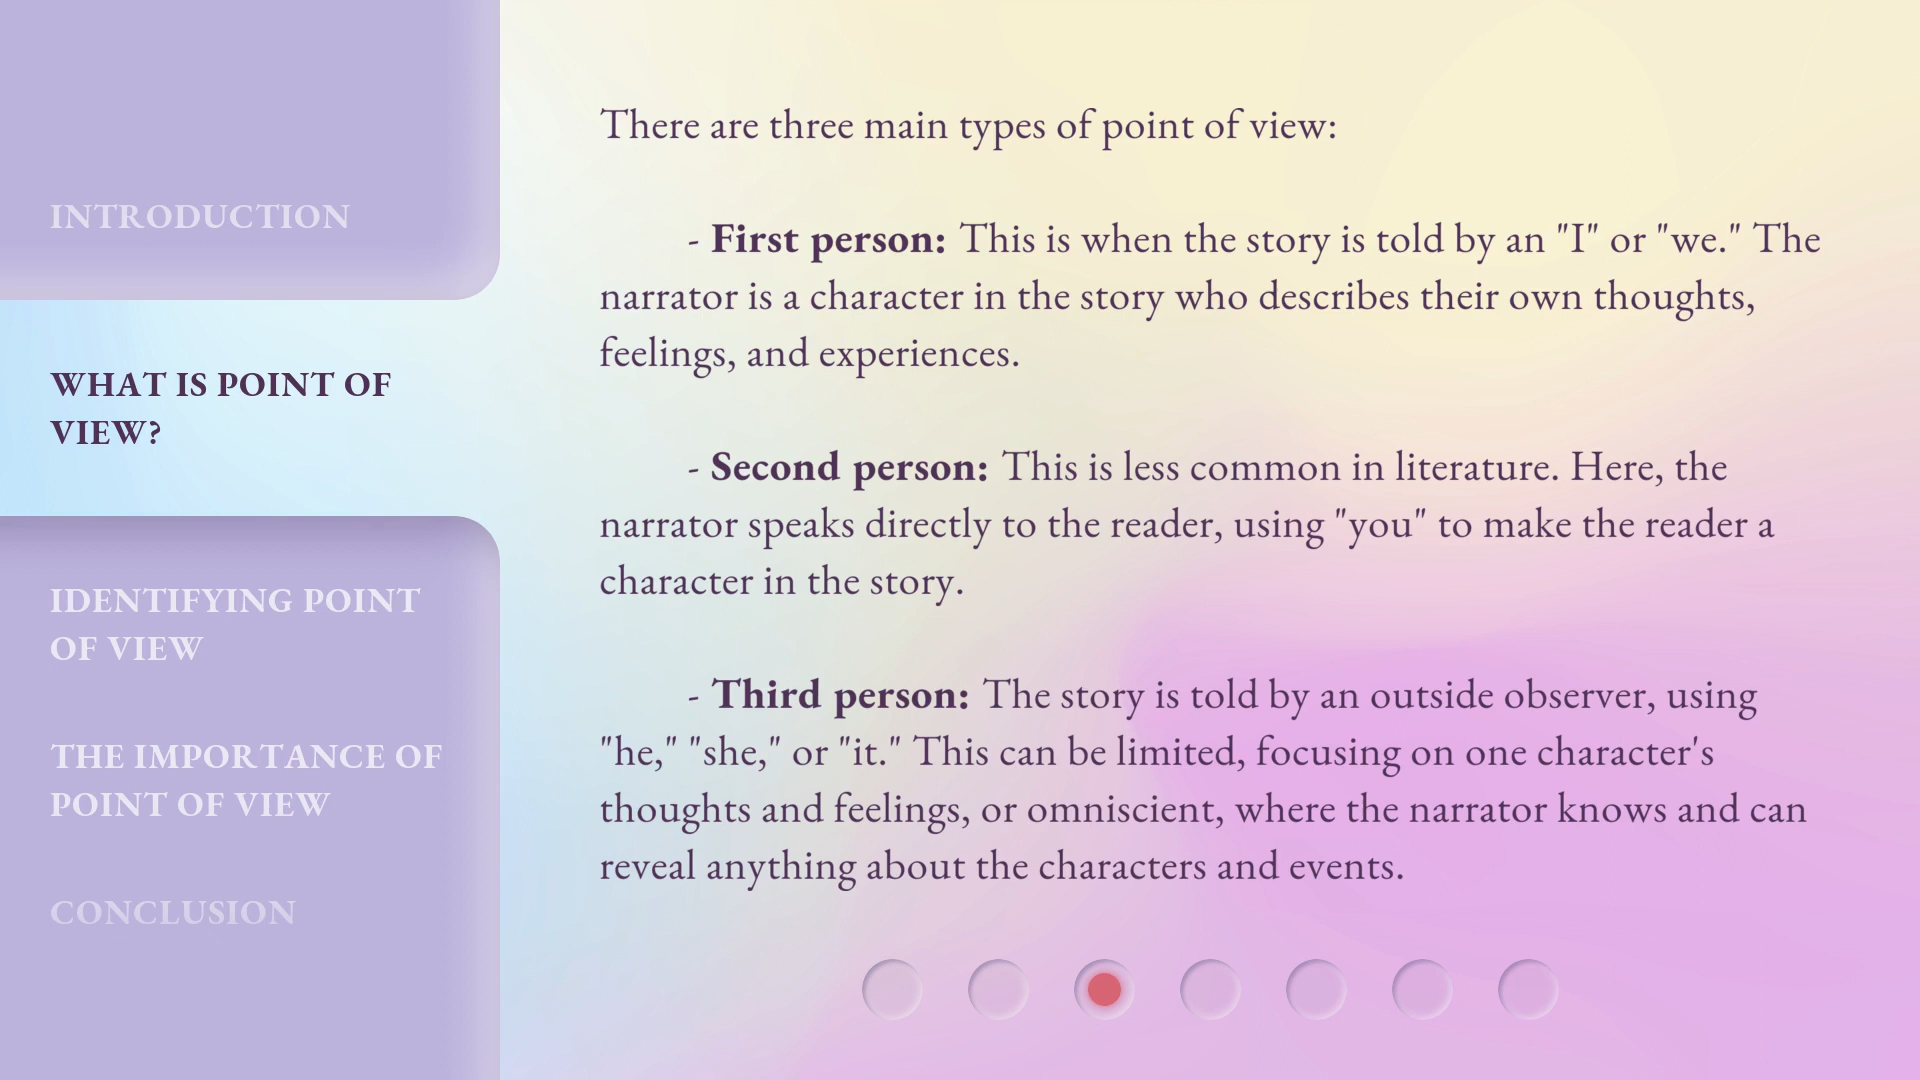 INTRODUCTION
WHAT IS POINT OF
VIEW?
IDENTIFYING POINT
OF VIEW
THE IMPORTANCE OF
POINT OF VIEW
CONCLUSION
There are three main types of point of view:
- First person: This is when the story is told by an "I" or "we." The
narrator is a character in the story who describes their own thoughts,
feelings, and experiences.
- Second person: This is less common in literature. Here, the
narrator speaks directly to the reader, using "you" to make the reader a
character in the story.
- Third person: The story is told by an outside observer, using
"he," "she," or "it." This can be limited, focusing on one character's
thoughts and feelings, or omniscient, where the narrator knows and can
reveal anything about the characters and events.